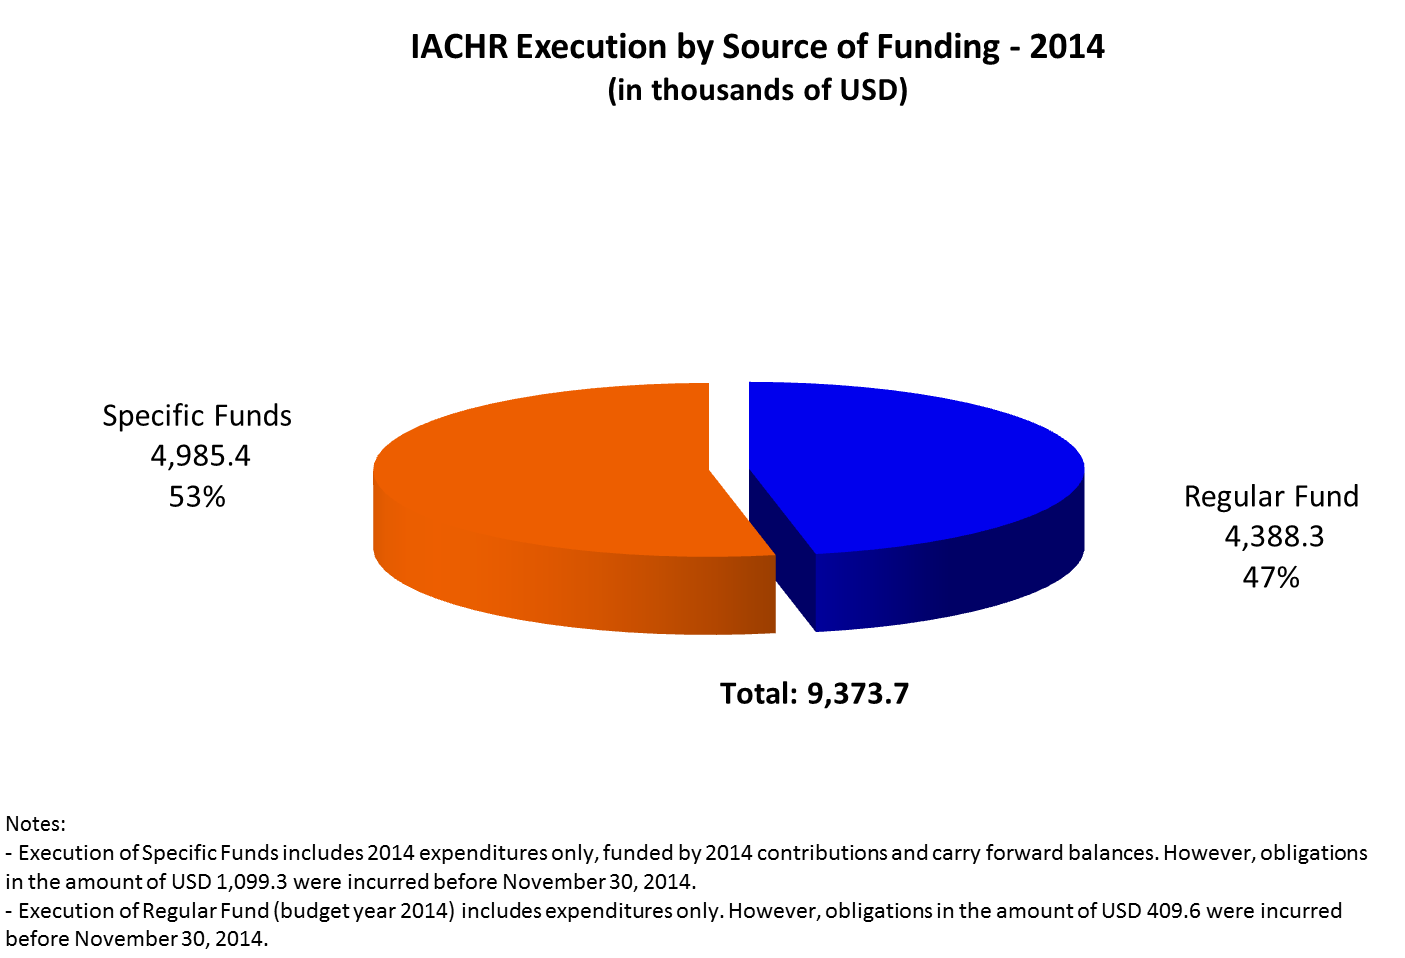 IACHR Execution by Source of Funding - 2014
(in thousands of USD)
Specific Funds
4,985.4
53%
Regular Fund
4,388.3
47%
Total: 9,373.7
Notes:
- Execution of Specific Funds includes 2014 expenditures only, funded by 2014 contributions and carry forward balances. However, obligations
in the amount of USD 1,099.3 were incurred before November 30, 2014.
- Execution of Regular Fund (budget year 2014) includes expenditures only. However, obligations in the amount of USD 409.6 were incurred
before November 30, 2014.